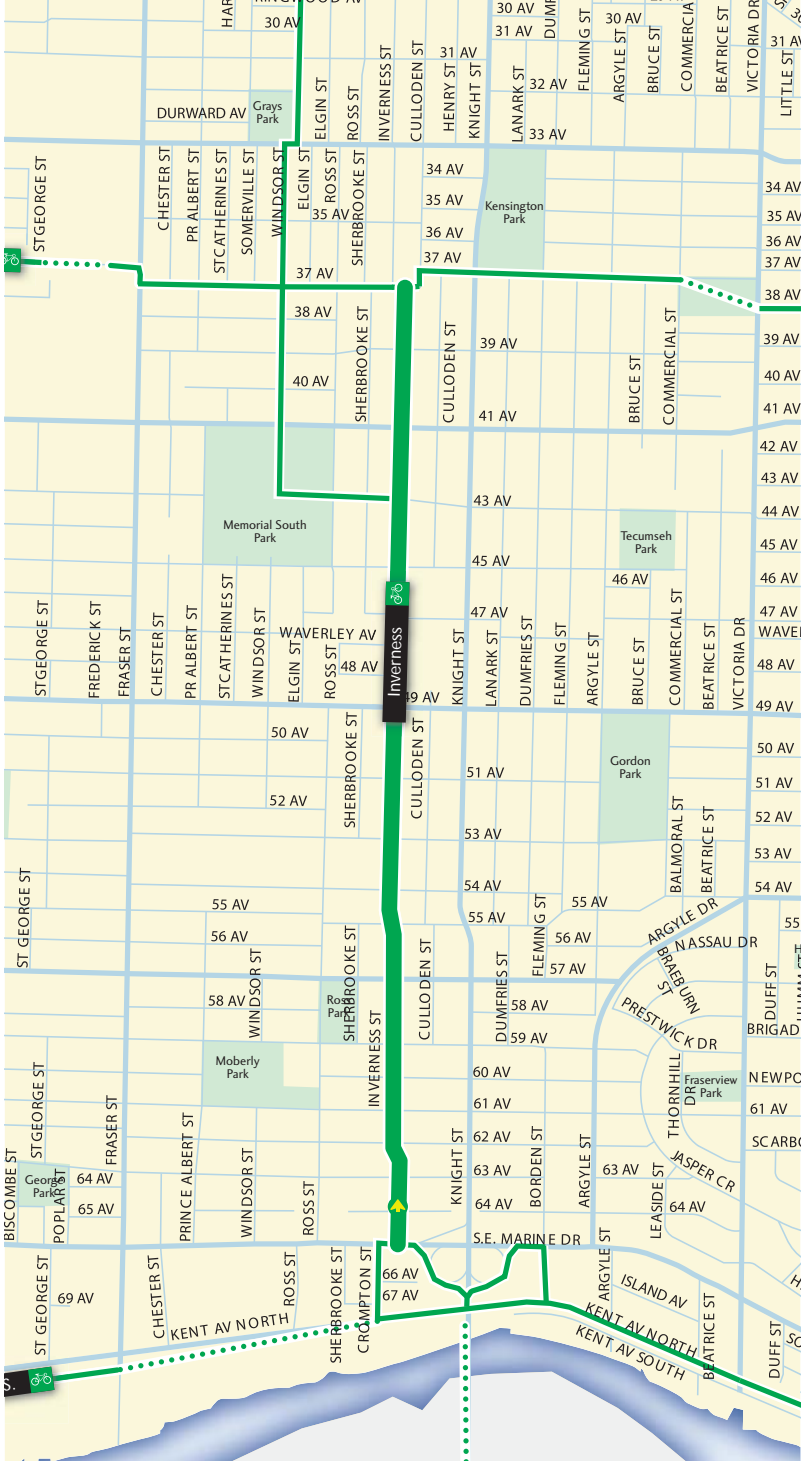 30 AV
30 AV
30 AV
31 AV
31 AV
FLEMING ST
ARGYLE ST
BRUCE ST
BEATRICE ST
VICTORIA DR
LITTLE ST
31 AV
CULLODEN ST
INVERNESS ST
HENRY ST
KNIGHT ST
LANARK ST
32 AV
33 AV
DURWARD AV
Grays
Park
ELGIN ST
ROSS ST
ST GEORGE ST
CHESTER ST
PR ALBERT ST
ST CATHERINES ST
SOMERVILLE ST
WINDSOR ST
ELGIN ST
ROSS ST
35 AV
SHERBROOKE ST
34 AV
35 AV
36 AV
37 AV
Kensington
Park
34 AV
35 AV
36 AV
37 AV
38 AV
37 AV
38 AV
40 AV
SHERBROOKE ST
CULLODEN ST
39 AV
41 AV
BRUCE ST
COMMERCIAL ST
39 AV
40 AV
41 AV
42 AV
43 AV
44 AV
45 AV
46 AV
47 AV
Memorial South
Park
43 AV
45 AV
Tecumseh
Park
46 AV
47 AV
ST GEORGE ST
FREDERICK ST
FRASER ST
CHESTER ST
PR ALBERT ST
ST CATHERINES ST
WINDSOR ST
WAVERLEY AV
ELGIN ST
ROSS ST
48 AV
Inverness
49 AV
KNIGHT ST
LANARK ST
DUMFRIES ST
FLEMING ST
ARGYLE ST
BRUCE ST
COMMERCIAL ST
BEATRICE ST
VICTORIA DR
48 AV
49 AV
50 AV
52 AV
SHERBROOKE ST
CULLODEN ST
51 AV
53 AV
54 AV
55 AV
Gordon
Park
BALMORAL ST
BEATRICE ST
50 AV
51 AV
52 AV
53 AV
54 AV
ST GEORGE ST
55 AV
56 AV
WINDSOR ST
58 AV
SHERBROOKE ST
CULLODEN ST
FLEMING ST
55 AV
56 AV
57 AV
DUMFRIES ST
58 AV
59 AV
ARGYLE DR
NASSAU DR
BRAEBURN
ST
PRESTWICK DR
DUFF ST
Moberly
Park
INVERNESS ST
60 AV
61 AV
62 AV
63 AV
64 AV
THORNHILL
DR
Fraserview
Park
61 AV
ST GEORGE ST
FRASER ST
BISCOMBE ST
George
Park
POPLAR ST
64 AV
65 AV
PRINCE ALBERT ST
WINDSOR ST
ROSS ST
KNIGHT ST
BORDEN ST
ARGYLE ST
63 AV
LEASIDE ST
64 AV
JASPER CR
S.E. MARINE DR
ST GEORGE ST
69 AV
CHESTER ST
KENT AV NORTH
ROSS ST
SHERBROOKE ST
CROMPTON ST
66 AV
67 AV
ARGYLE ST
ISLAND AV
KENT AV NORTH
KENT AV SOUTH
BEATRICE ST
DUFF ST